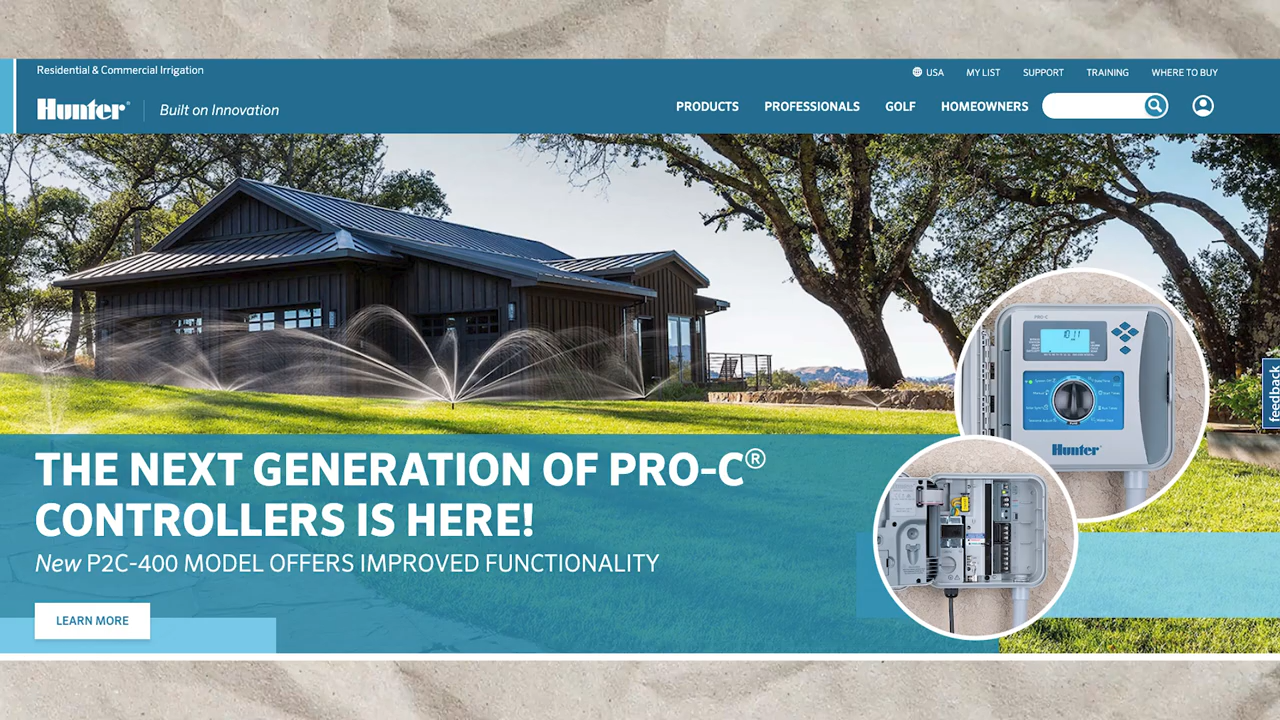 Residential & Commercial Irrigation
USA MY LIST SUPPORT TRAINING WHERE TO BUY
Hunter® Built on Innovation
PRODUCTS PROFESSIONALS GOLF HOMEOWNERS
PRO-C
Hunter
feedback
THE NEXT GENERATION OF PRO-C®
CONTROLLERS IS HERE!
New P2C-400 MODEL OFFERS IMPROVED FUNCTIONALITY
LEARN MORE